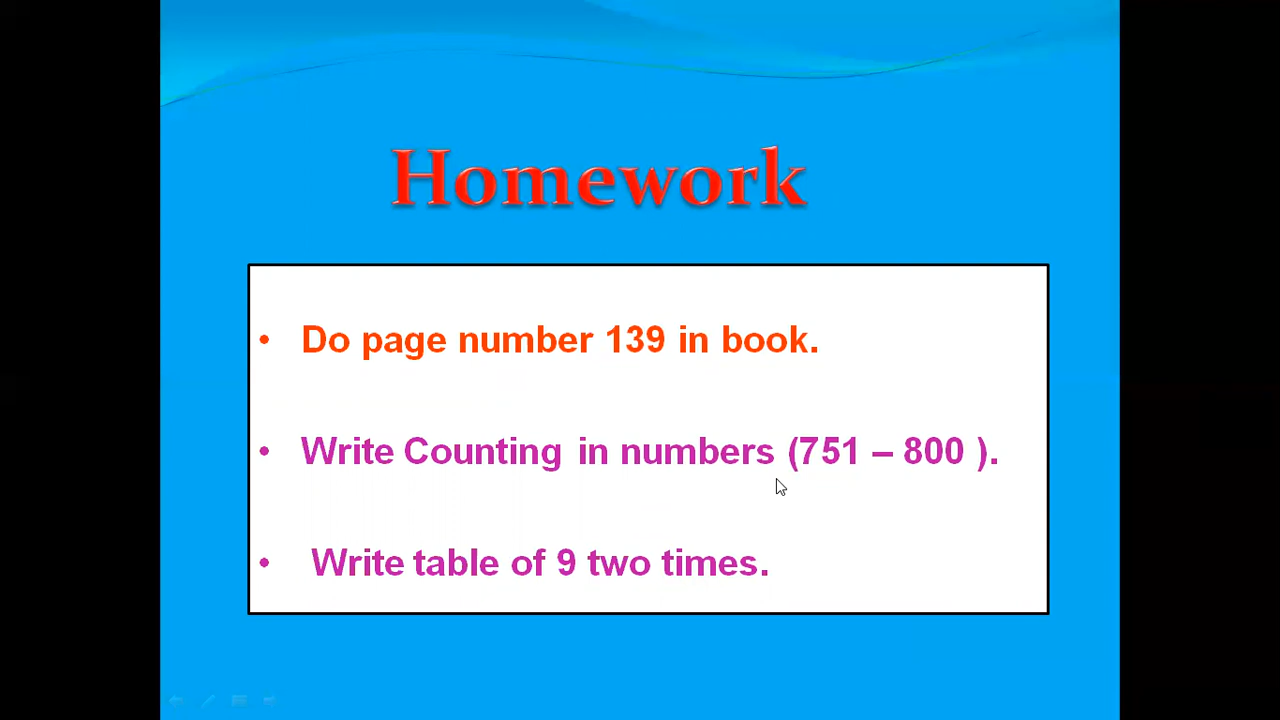 Homework
• Do page number 139 in book.
• Write Counting in numbers (751 – 800 ).
• Write table of 9 two times.